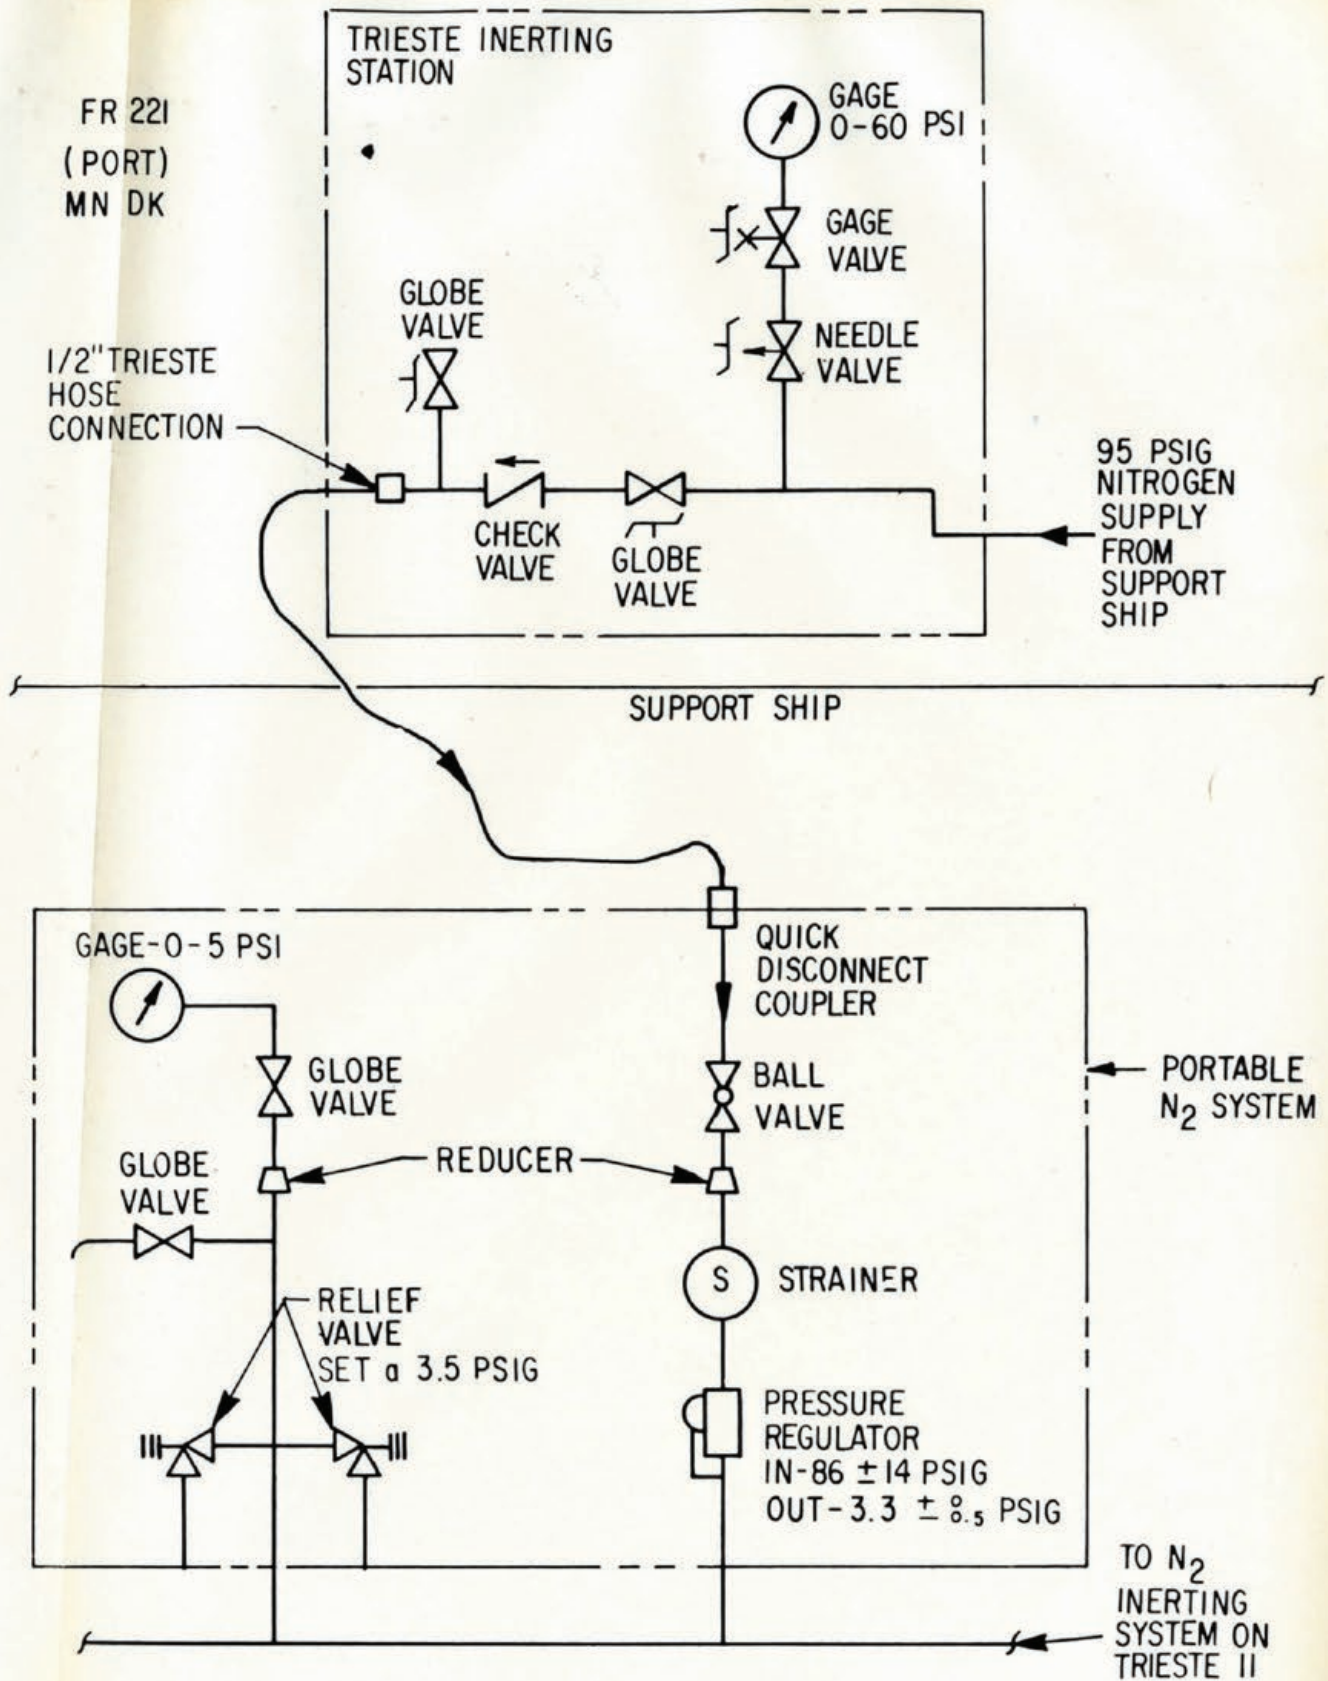 TRIESTE INERTING
STATION
FR 221
(PORT)
MN DK
GAGE
0-60 PSI
GAGE
VALVE
GLOBE
VALVE
NEEDLE
VALVE
1/2" TRIESTE
HOSE
CONNECTION
CHECK
VALVE
GLOBE
VALVE
95 PSIG
NITROGEN
SUPPLY
FROM
SUPPORT
SHIP
SUPPORT SHIP
GAGE-0-5 PSI
QUICK
DISCONNECT
COUPLER
GLOBE
VALVE
BALL
VALVE
PORTABLE
N2 SYSTEM
GLOBE
VALVE
REDUCER
S
STRAINER
RELIEF
VALVE
SET a 3.5 PSIG
PRESSURE
REGULATOR
IN-86 ±14 PSIG
OUT-3.3 ± 0/0.5 PSIG
TO N2
INERTING
SYSTEM ON
TRIESTE II